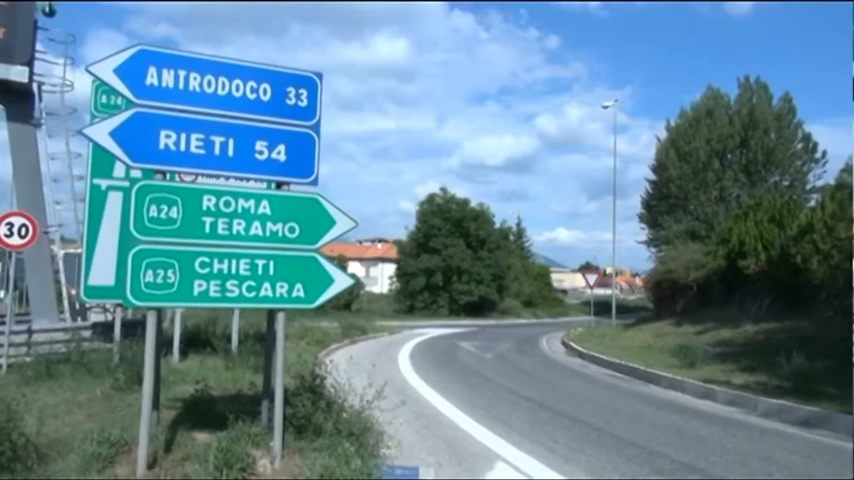 ANTRODOCO 33
A24
RIETI 54
A24 ROMA
TERAMO
A25 CHIETI
PESCARA
30